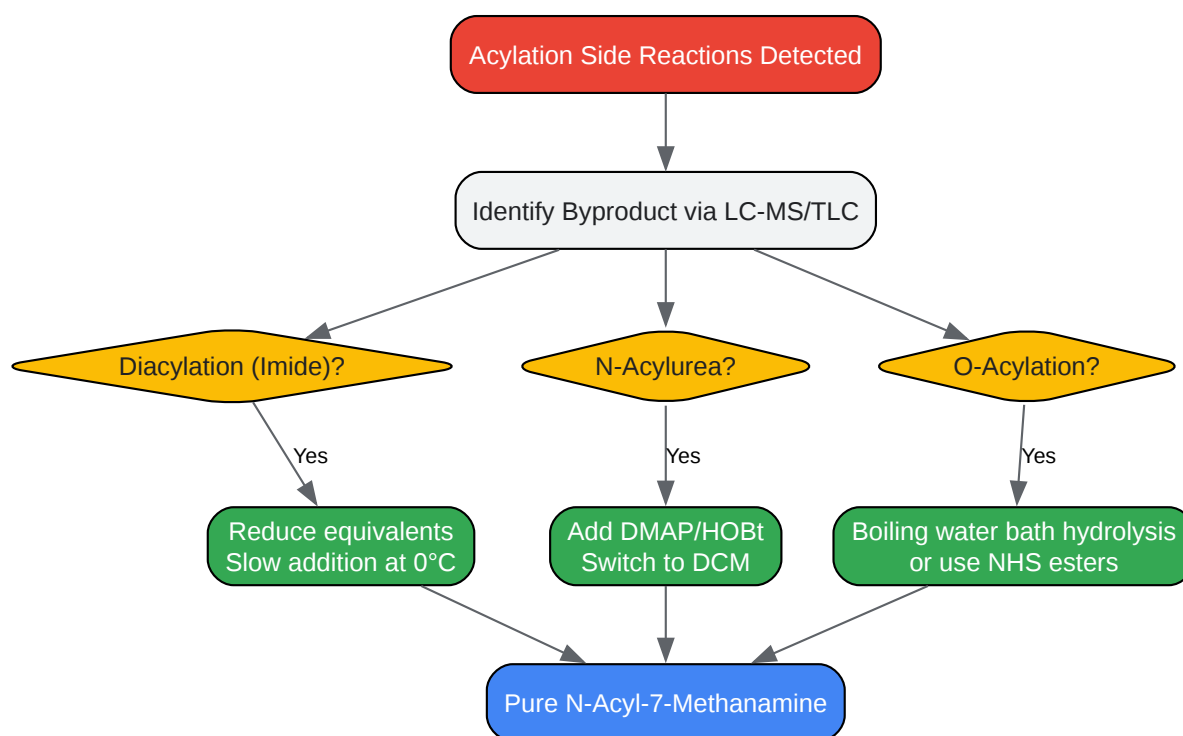 Acylation Side Reactions Detected
Identify Byproduct via LC-MS/TLC
Diacylation (Imide)?
N-Acylurea?
O-Acylation?
Yes
Yes
Yes
Reduce equivalents
Slow addition at 0°C
Add DMAP/HOBt
Switch to DCM
Boiling water bath hydrolysis
or use NHS esters
Pure N-Acyl-7-Methanamine